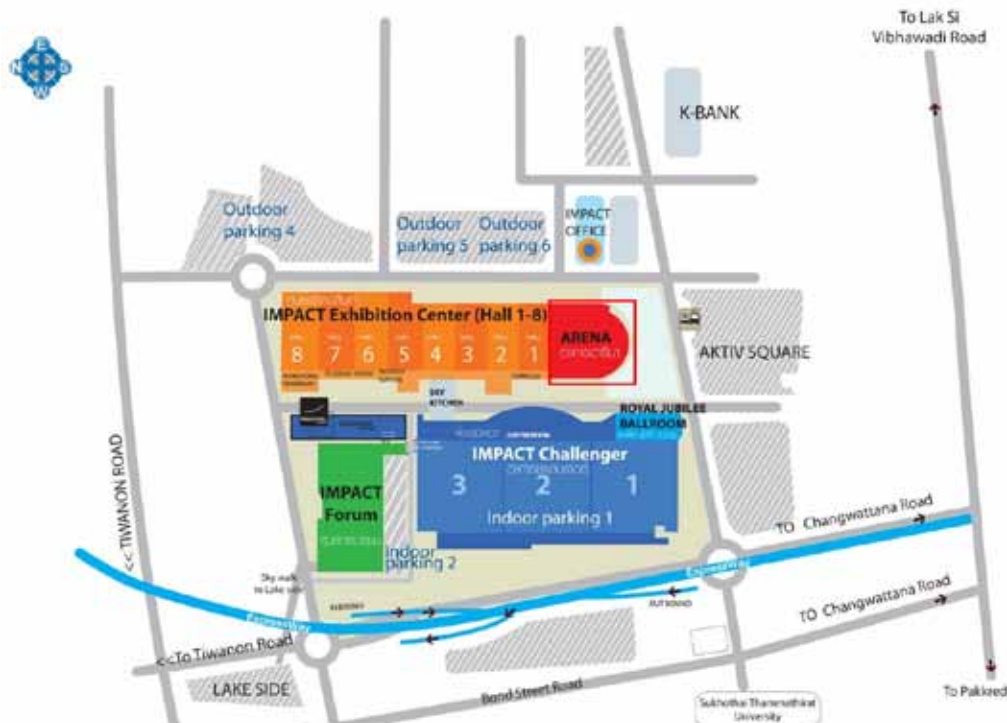 To Lak Si
Vibhawadi Road
E
N
S
W
K-BANK
Outdoor
parking 4
Outdoor
parking 5
Outdoor
parking 6
IMPACT
OFFICE
IMPACT Exhibition Center (Hall 1-8)
ARENA
8
7
6
5
4
3
2
1
AKTIV SQUARE
SKY
KITCHEN
ROYAL JUBILEE
BALLROOM
IMPACT Challenger
3
2
1
Indoor parking 1
IMPACT
Forum
Indoor
parking 2
<< TIWANON ROAD
TO Changwattana Road
Expressway
Sky walk
to Lake side
OUTBOUND
Expressway
TO Changwattana Road
<<To Tiwanon Road
LAKE SIDE
Bond Street Road
Sukhothai Thammathirat
University
To Pakkred